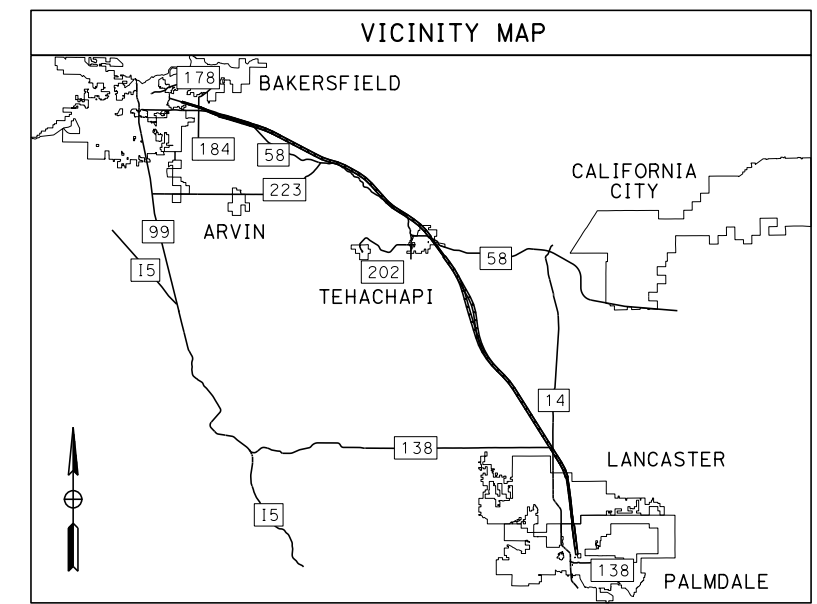 VICINITY MAP
178
BAKERSFIELD
184
58
223
CALIFORNIA
CITY
ARVIN
99
I5
202
58
TEHACHAPI
14
138
LANCASTER
I5
138
PALMDALE